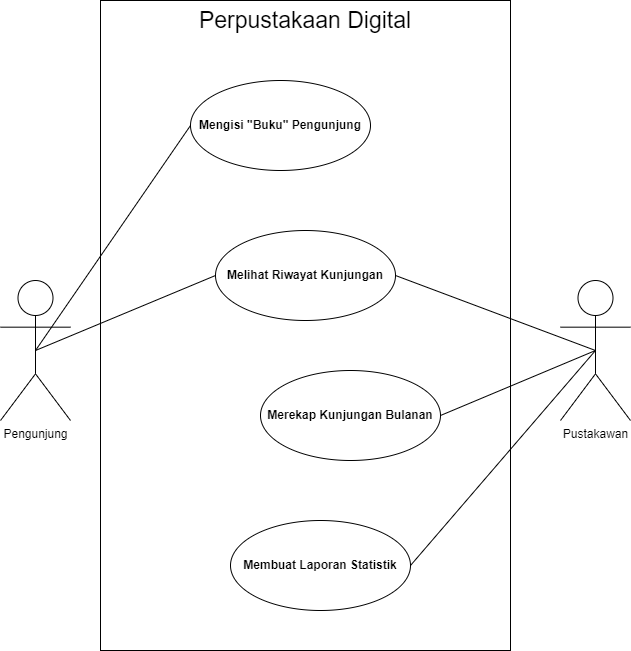 Perpustakaan Digital
Mengisi "Buku" Pengunjung
Melihat Riwayat Kunjungan
Merekap Kunjungan Bulanan
Pengunjung
Pustakawan
Membuat Laporan Statistik